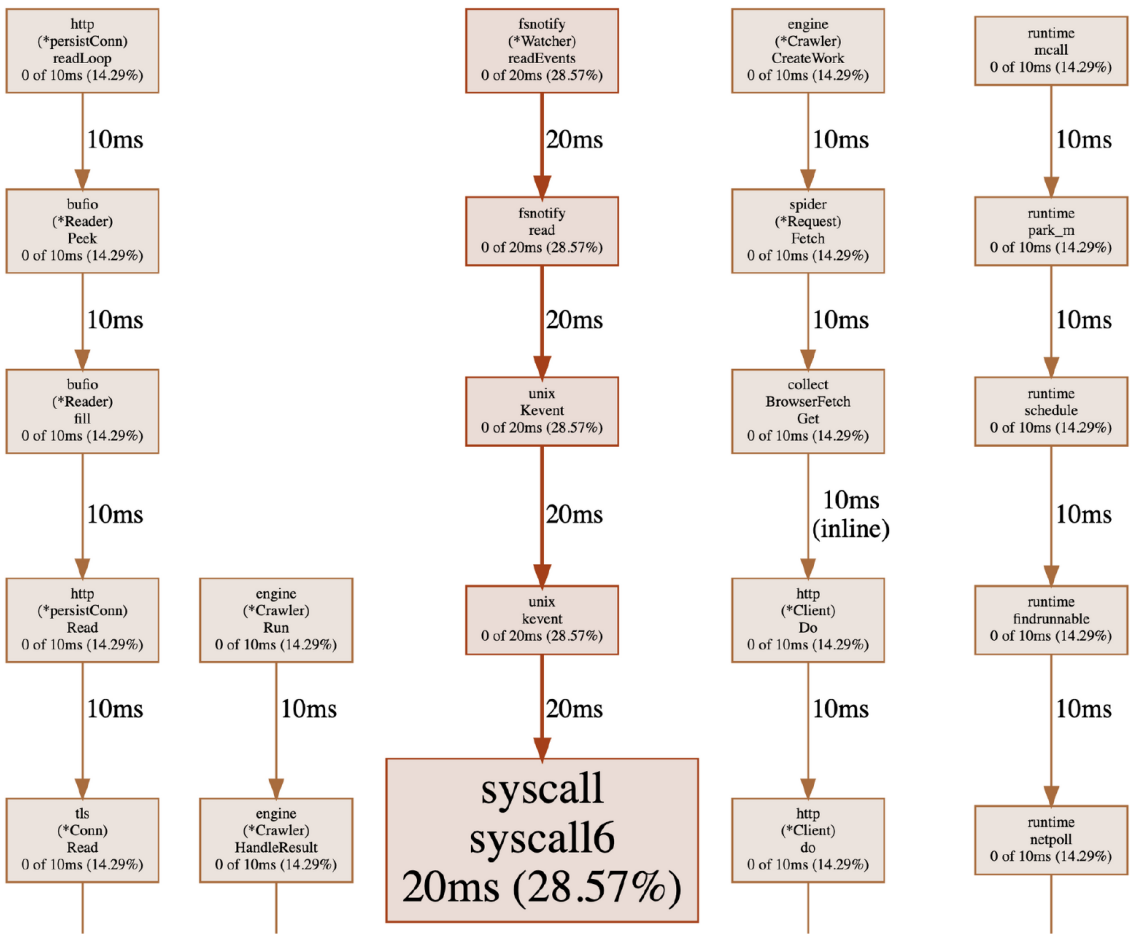 http
(*persistConn)
readLoop
0 of 10ms (14.29%)
10ms
bufio
(*Reader)
Peek
0 of 10ms (14.29%)
10ms
bufio
(*Reader)
fill
0 of 10ms (14.29%)
10ms
http
(*persistConn)
Read
0 of 10ms (14.29%)
10ms
tls
(*Conn)
Read
0 of 10ms (14.29%)
engine
(*Crawler)
Run
0 of 10ms (14.29%)
10ms
engine
(*Crawler)
HandleResult
0 of 10ms (14.29%)
fsnotify
(*Watcher)
readEvents
0 of 20ms (28.57%)
20ms
fsnotify
read
0 of 20ms (28.57%)
20ms
unix
Kevent
0 of 20ms (28.57%)
20ms
unix
kevent
0 of 20ms (28.57%)
20ms
syscall
syscall6
20ms (28.57%)
engine
(*Crawler)
CreateWork
0 of 10ms (14.29%)
10ms
spider
(*Request)
Fetch
0 of 10ms (14.29%)
10ms
collect
BrowserFetch
Get
0 of 10ms (14.29%)
10ms
(inline)
http
(*Client)
Do
0 of 10ms (14.29%)
10ms
http
(*Client)
do
0 of 10ms (14.29%)
runtime
mcall
0 of 10ms (14.29%)
10ms
runtime
park_m
0 of 10ms (14.29%)
10ms
runtime
schedule
0 of 10ms (14.29%)
10ms
runtime
findrunnable
0 of 10ms (14.29%)
10ms
runtime
netpoll
0 of 10ms (14.29%)